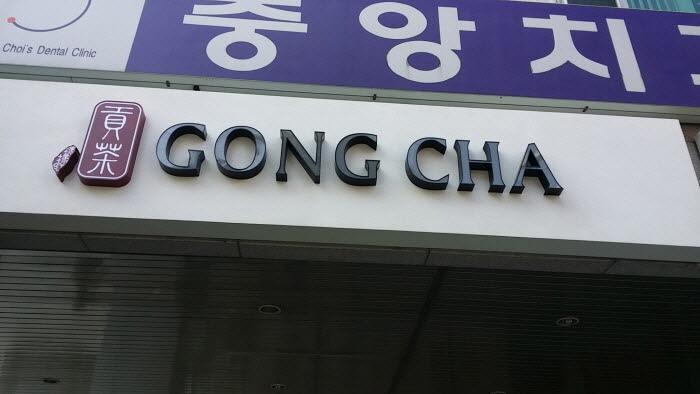 Choi's Dental Clinic
중앙치
貢茶
GONG CHA